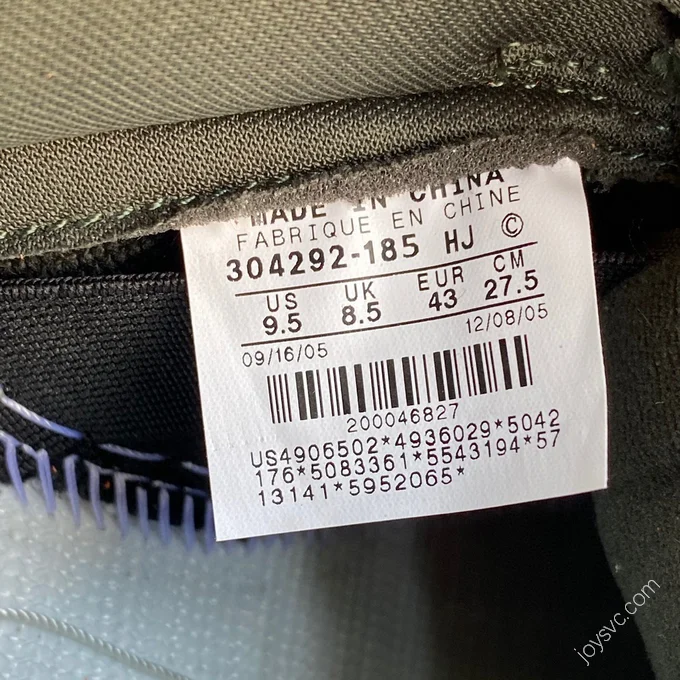 MADE IN CHINA
FABRIQUE EN CHINE
304292-185 HJ ©
US UK EUR CM
9.5 8.5 43 27.5
09/16/05 12/08/05
200046827
US4906502*4936029*5042
176*5083361*5543194*57
13141*5952065*
joysvc.com